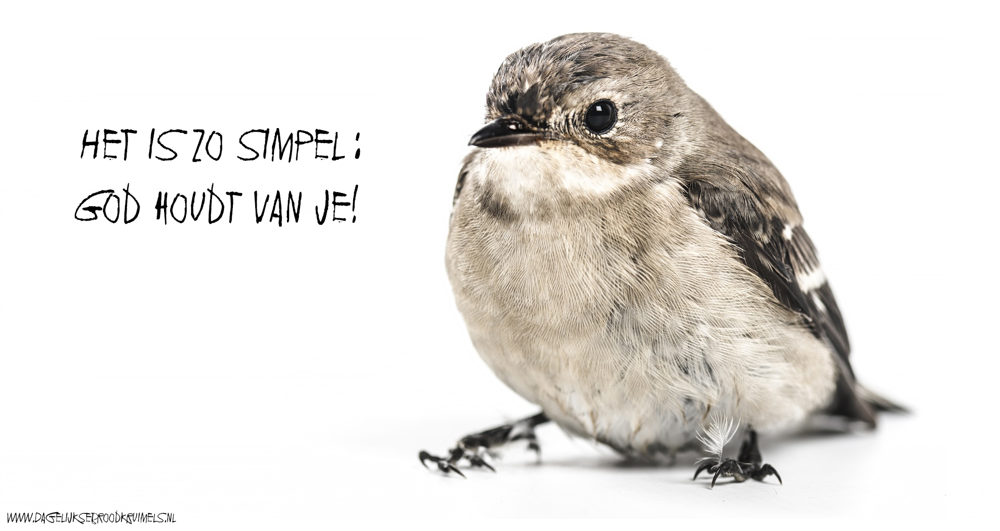 HET IS ZO SIMPEL:
GOD HOUDT VAN JE!
WWW.DAGELIJKSEBROODKRUIMELS.NL